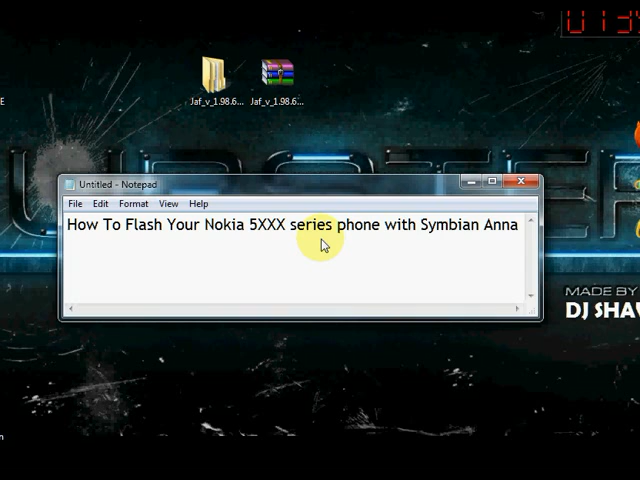 Jaf_v_1.98.6...
Jaf_v_1.98.6...
Untitled - Notepad
File Edit Format View Help
How To Flash Your Nokia 5XXX series phone with Symbian Anna
MADE BY
DJ SHAV